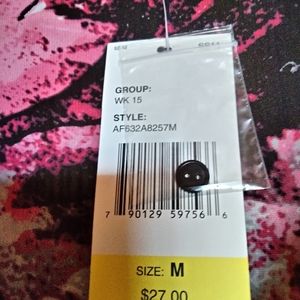 GROUP:
WK 15
STYLE:
AF632A8257M
7 90129 59756 6
SIZE: M
$27.00